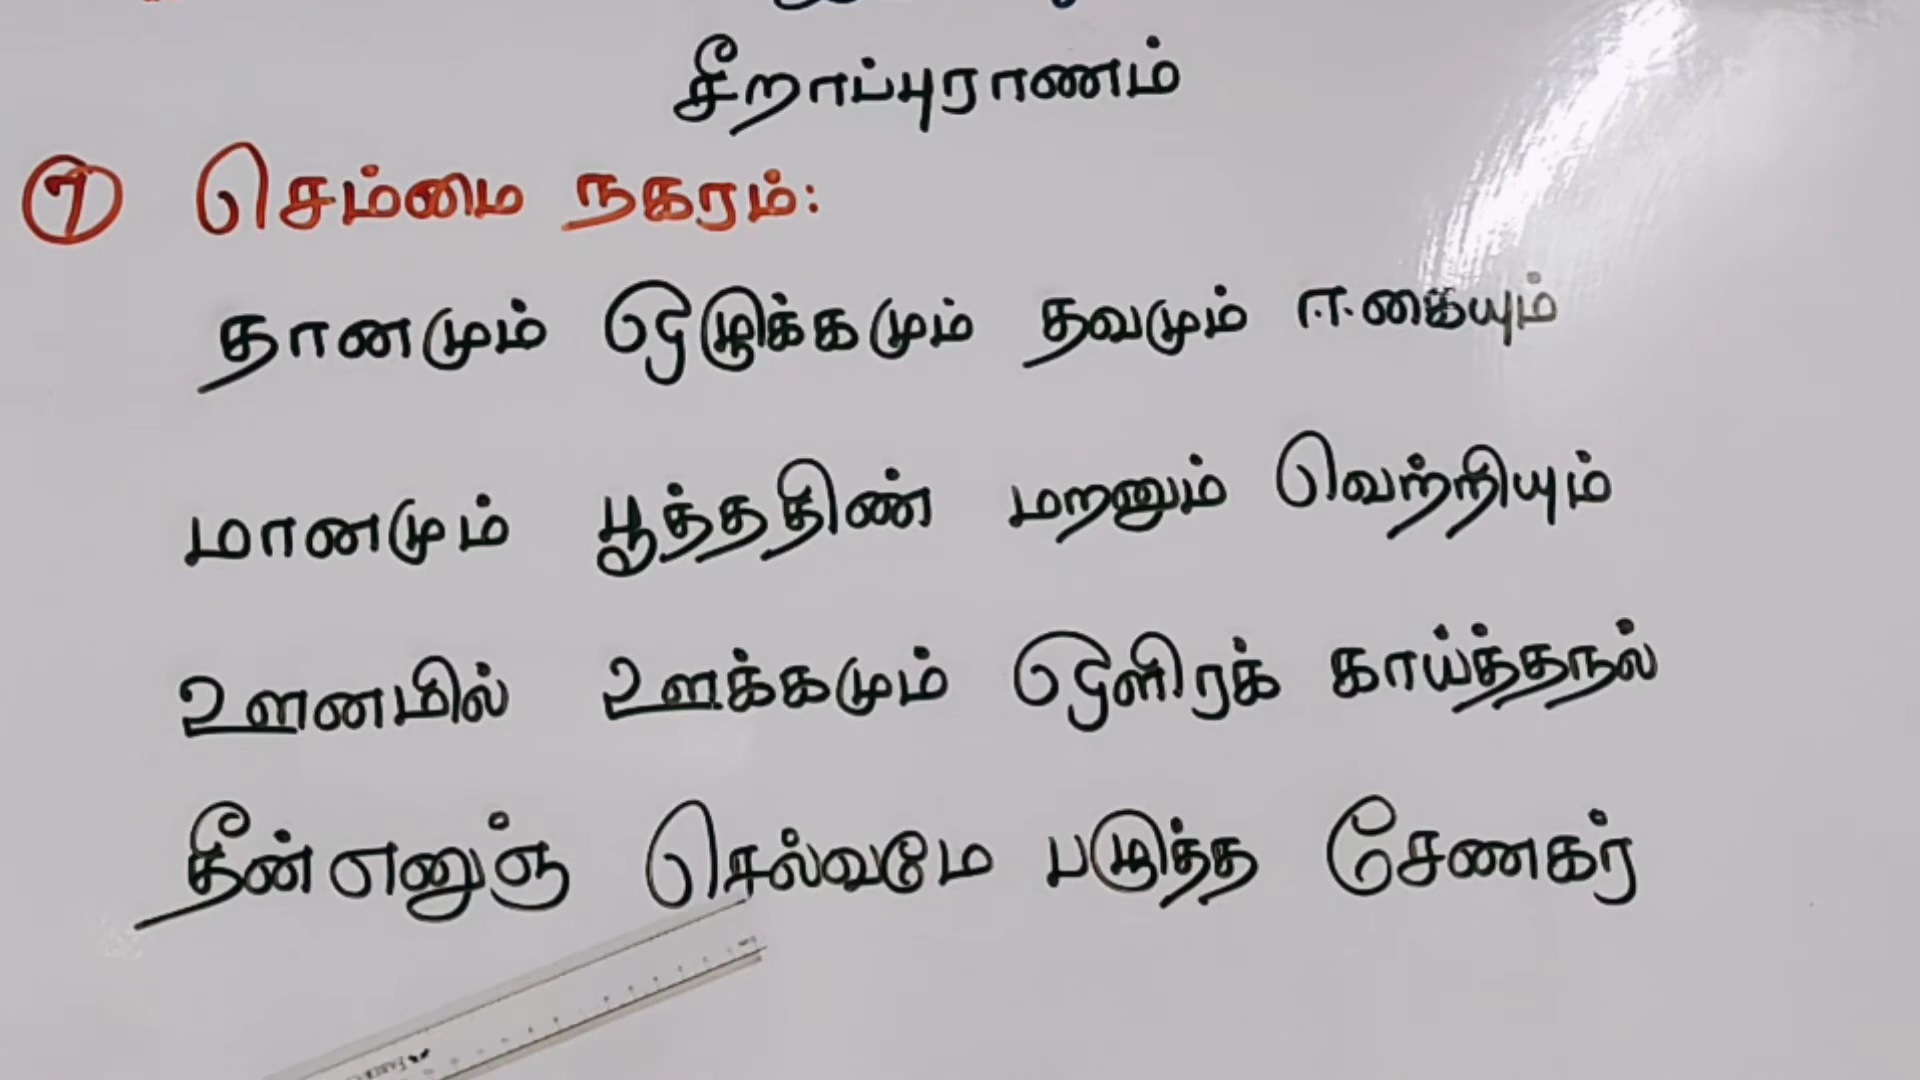 சீறாப்புராணம்
7 செம்மை நகரம்:
தானமும் ஒழுக்கமும் தவமும் ஈகையும்
மானமும் பூத்ததிண் மறனும் வெற்றியும்
ஊனமில் ஊக்கமும் ஒளிரக் காய்த்தநல்
தீன்எனுஞ் செல்வமே பழுத்த சேணகர்